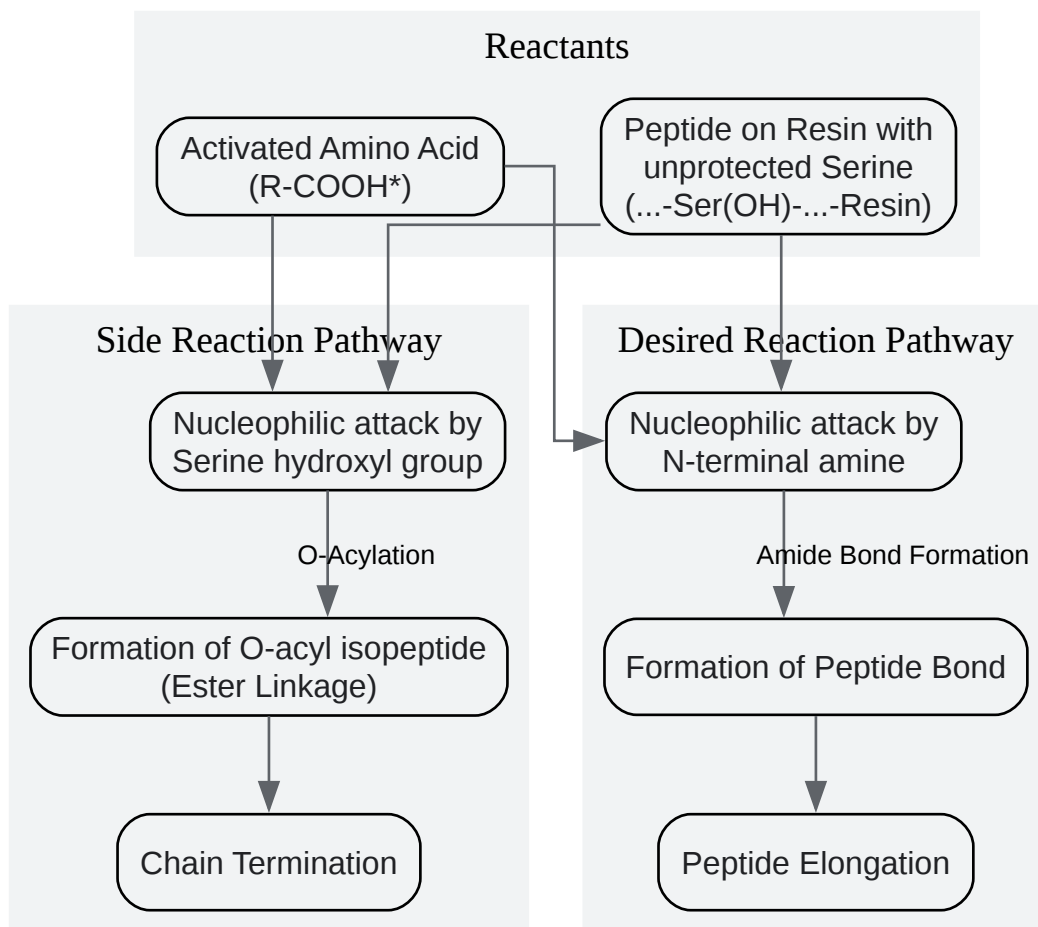 Reactants
Activated Amino Acid
(R-COOH*)
Peptide on Resin with
unprotected Serine
(...-Ser(OH)-...-Resin)
Side Reaction Pathway
Nucleophilic attack by
Serine hydroxyl group
O-Acylation
Formation of O-acyl isopeptide
(Ester Linkage)
Chain Termination
Desired Reaction Pathway
Nucleophilic attack by
N-terminal amine
Amide Bond Formation
Formation of Peptide Bond
Peptide Elongation